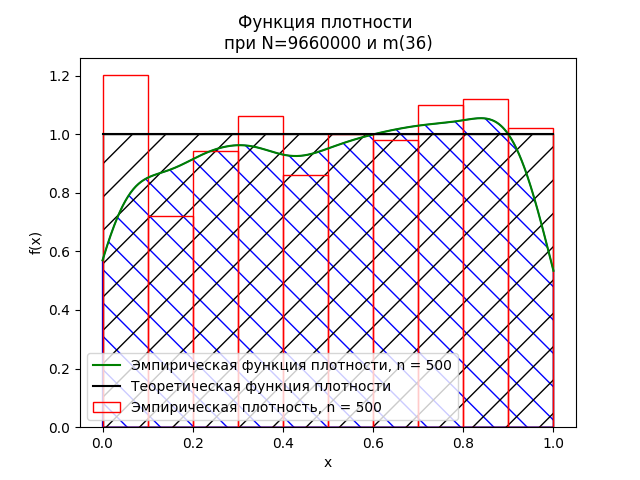 Функция плотности
при N=9660000 и m(36)
f(x)
1.2
1.0
0.8
0.6
0.4
0.2
0.0
Эмпирическая функция плотности, n = 500
Теоретическая функция плотности
Эмпирическая плотность, n = 500
0.0 0.2 0.4 0.6 0.8 1.0
x